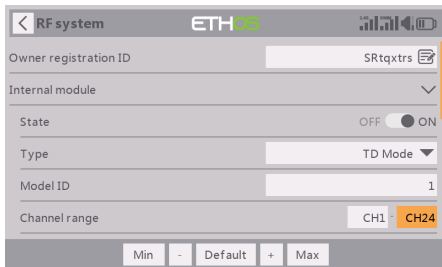 RF system ETHOS
Owner registration ID SRtqxtrs
Internal module
State OFF ON
Type TD Mode
Model ID 1
Channel range CH1 - CH24
Min - Default + Max